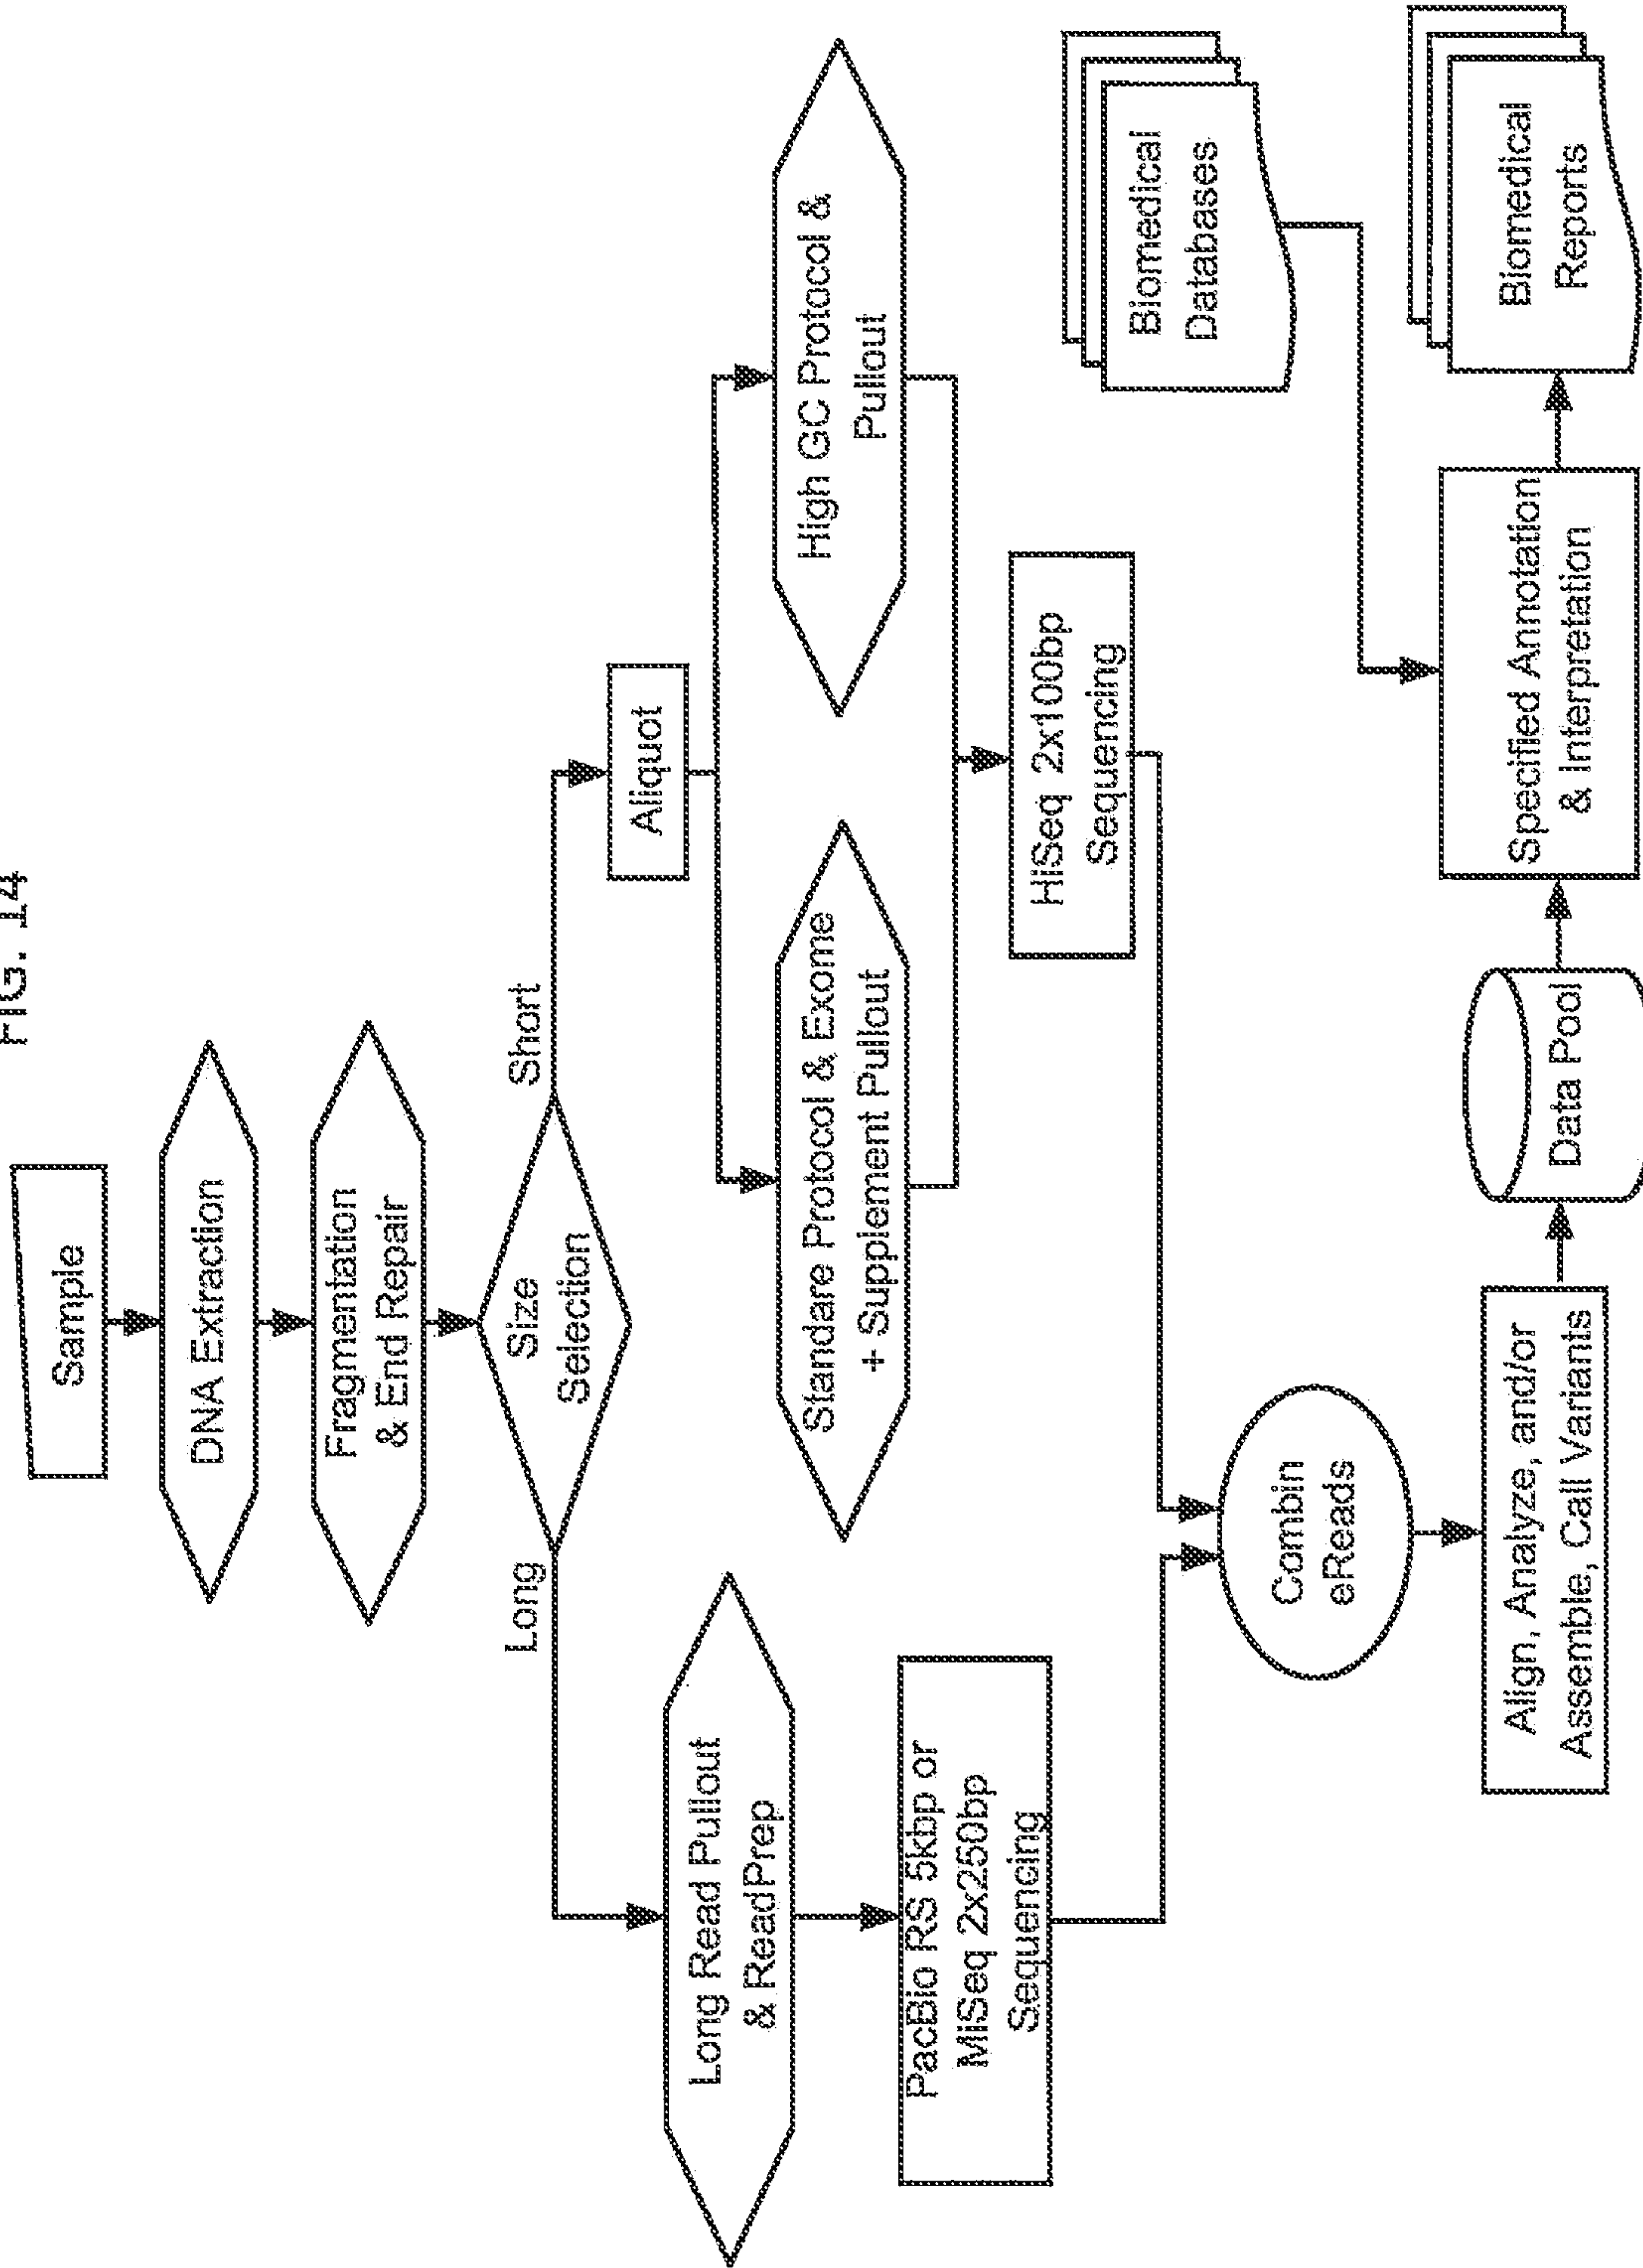 FIG. 14
Sample
DNA Extraction
Fragmentation
& End Repair
Size
Selection
Long
Short
Long Read Pullout
& ReadPrep
Aliquot
Standare Protocol & Exome
+ Supplement Pullout
High GC Protocol &
Pullout
PacBio RS 5kbp or
MiSeq 2x250bp
Sequencing
HiSeq 2x100bp
Sequencing
Combin
eReads
Biomedical
Databases
Align, Analyze, and/or
Assemble, Call Variants
Data Pool
Specified Annotation
& Interpretation
Biomedical
Reports